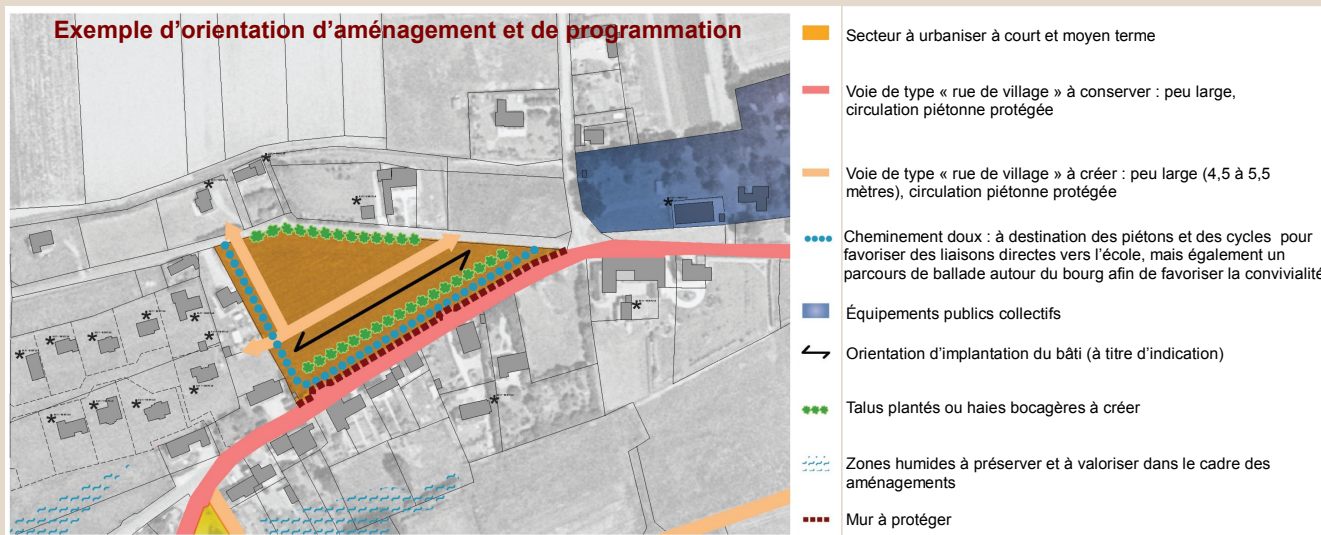 Exemple d'orientation d'aménagement et de programmation
Secteur à urbaniser à court et moyen terme
Voie de type « rue de village » à conserver : peu large,
circulation piétonne protégée
Voie de type « rue de village » à créer : peu large (4,5 à 5,5
mètres), circulation piétonne protégée
Cheminement doux : à destination des piétons et des cycles pour
favoriser des liaisons directes vers l'école, mais également un
parcours de ballade autour du bourg afin de favoriser la convivialité
Équipements publics collectifs
Orientation d'implantation du bâti (à titre d'indication)
Talus plantés ou haies bocagères à créer
Zones humides à préserver et à valoriser dans le cadre des
aménagements
Mur à protéger